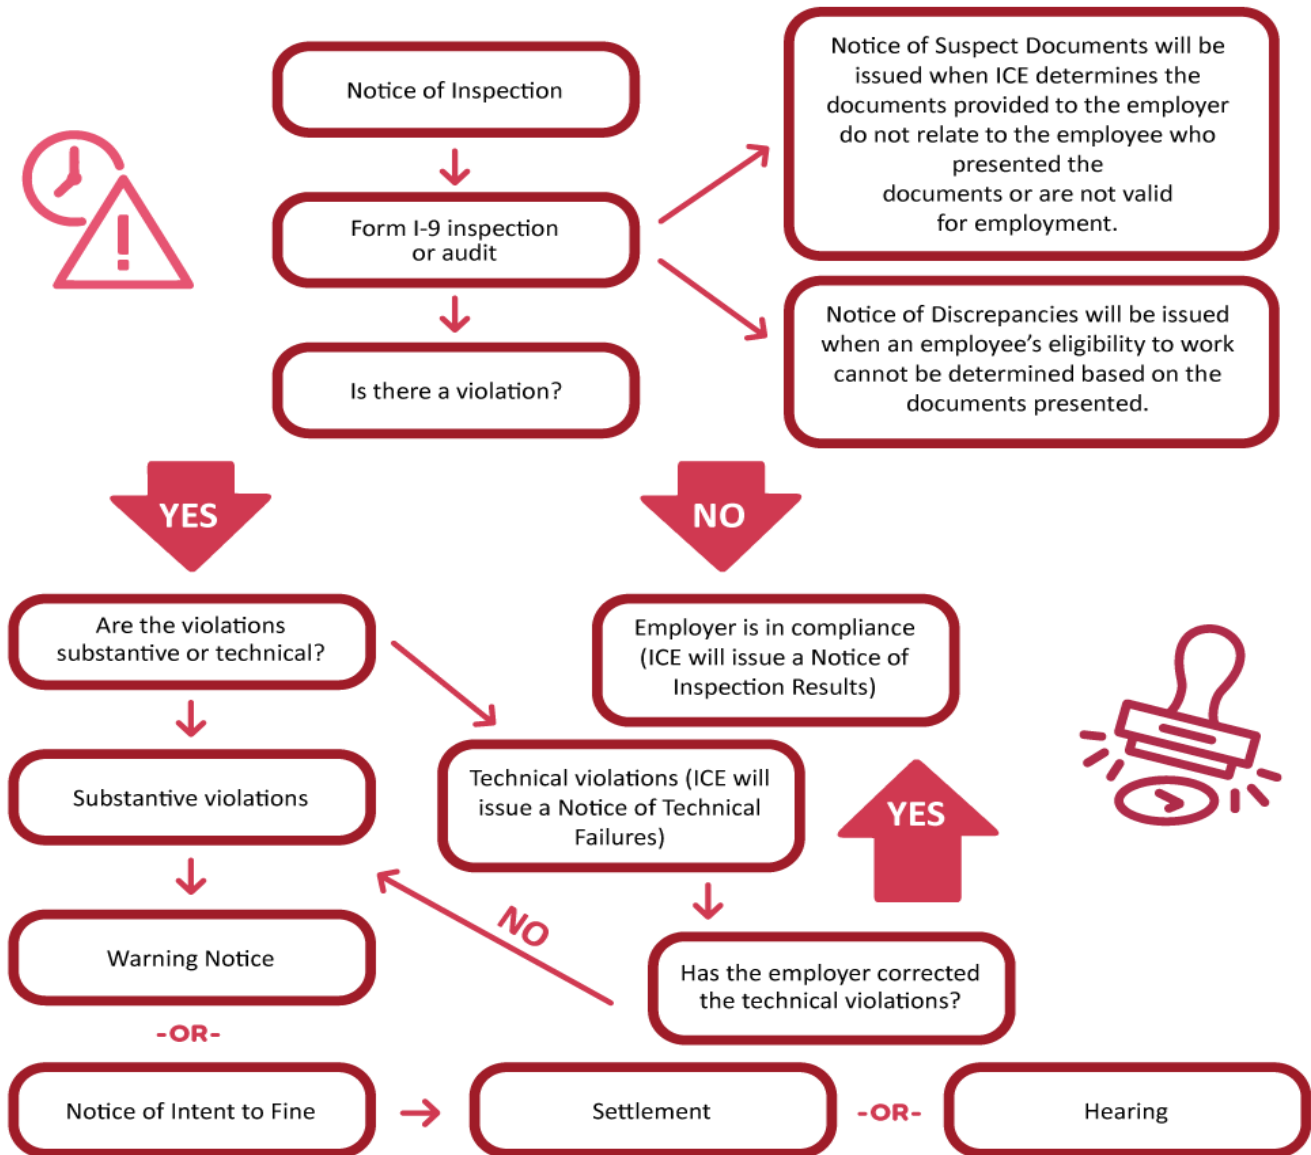 Notice of Inspection
Notice of Suspect Documents will be
issued when ICE determines the
documents provided to the employer
do not relate to the employee who
presented the
documents or are not valid
for employment.
!
Form I-9 inspection
or audit
Notice of Discrepancies will be issued
when an employee’s eligibility to work
cannot be determined based on the
documents presented.
Is there a violation?
YES
NO
Are the violations
substantive or technical?
Employer is in compliance
(ICE will issue a Notice of
Inspection Results)
Substantive violations
Technical violations (ICE will
issue a Notice of Technical
Failures)
YES
NO
Warning Notice
Has the employer corrected
the technical violations?
-OR-
Notice of Intent to Fine
Settlement
-OR-
Hearing